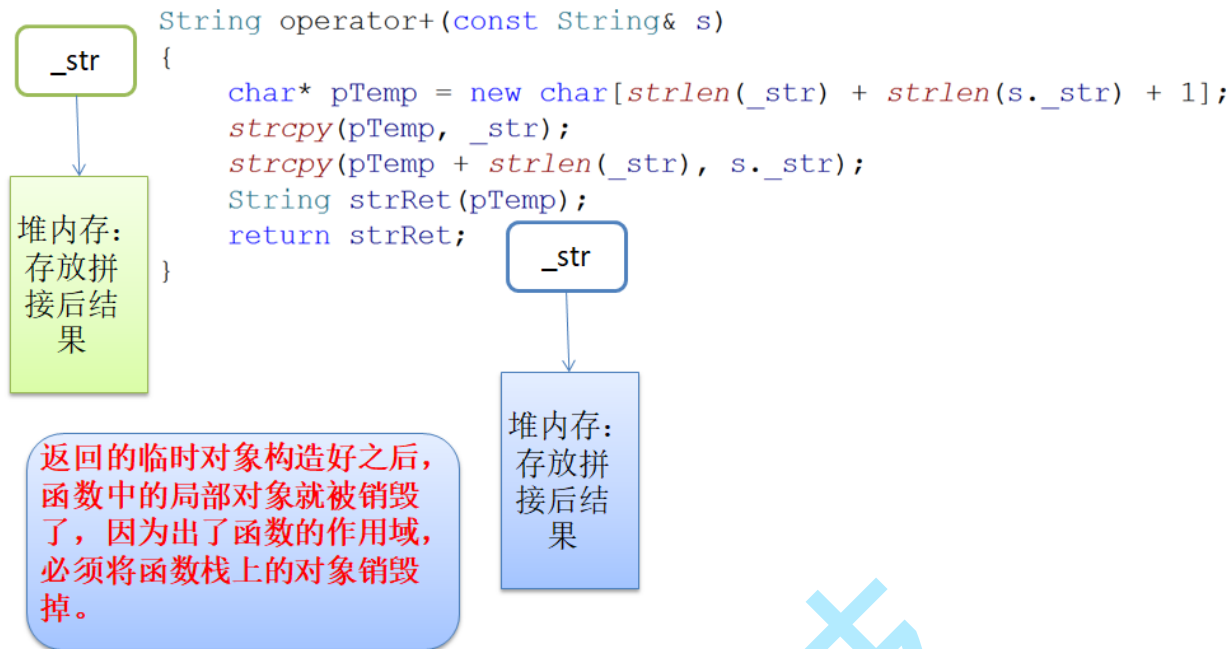 String operator+(const String& s)
{
_str
char* pTemp = new char[strlen(_str) + strlen(s._str) + 1];
strcpy(pTemp, _str);
strcpy(pTemp + strlen(_str), s._str);
String strRet(pTemp);
return strRet;
}
堆内存：
存放拼
接后结
果
_str
堆内存：
存放拼
接后结
果
返回的临时对象构造好之后，
函数中的局部对象就被销毁
了，因为出了函数的作用域，
必须将函数栈上的对象销毁
掉。